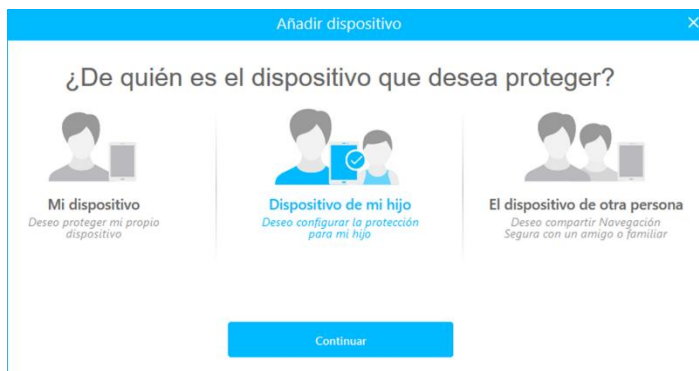 Añadir dispositivo
¿De quién es el dispositivo que desea proteger?
Mi dispositivo
Deseo proteger mi propio
dispositivo
Dispositivo de mi hijo
Deseo configurar la protección
para mi hijo
El dispositivo de otra persona
Deseo compartir Navegación
Segura con un amigo o familiar
Continuar